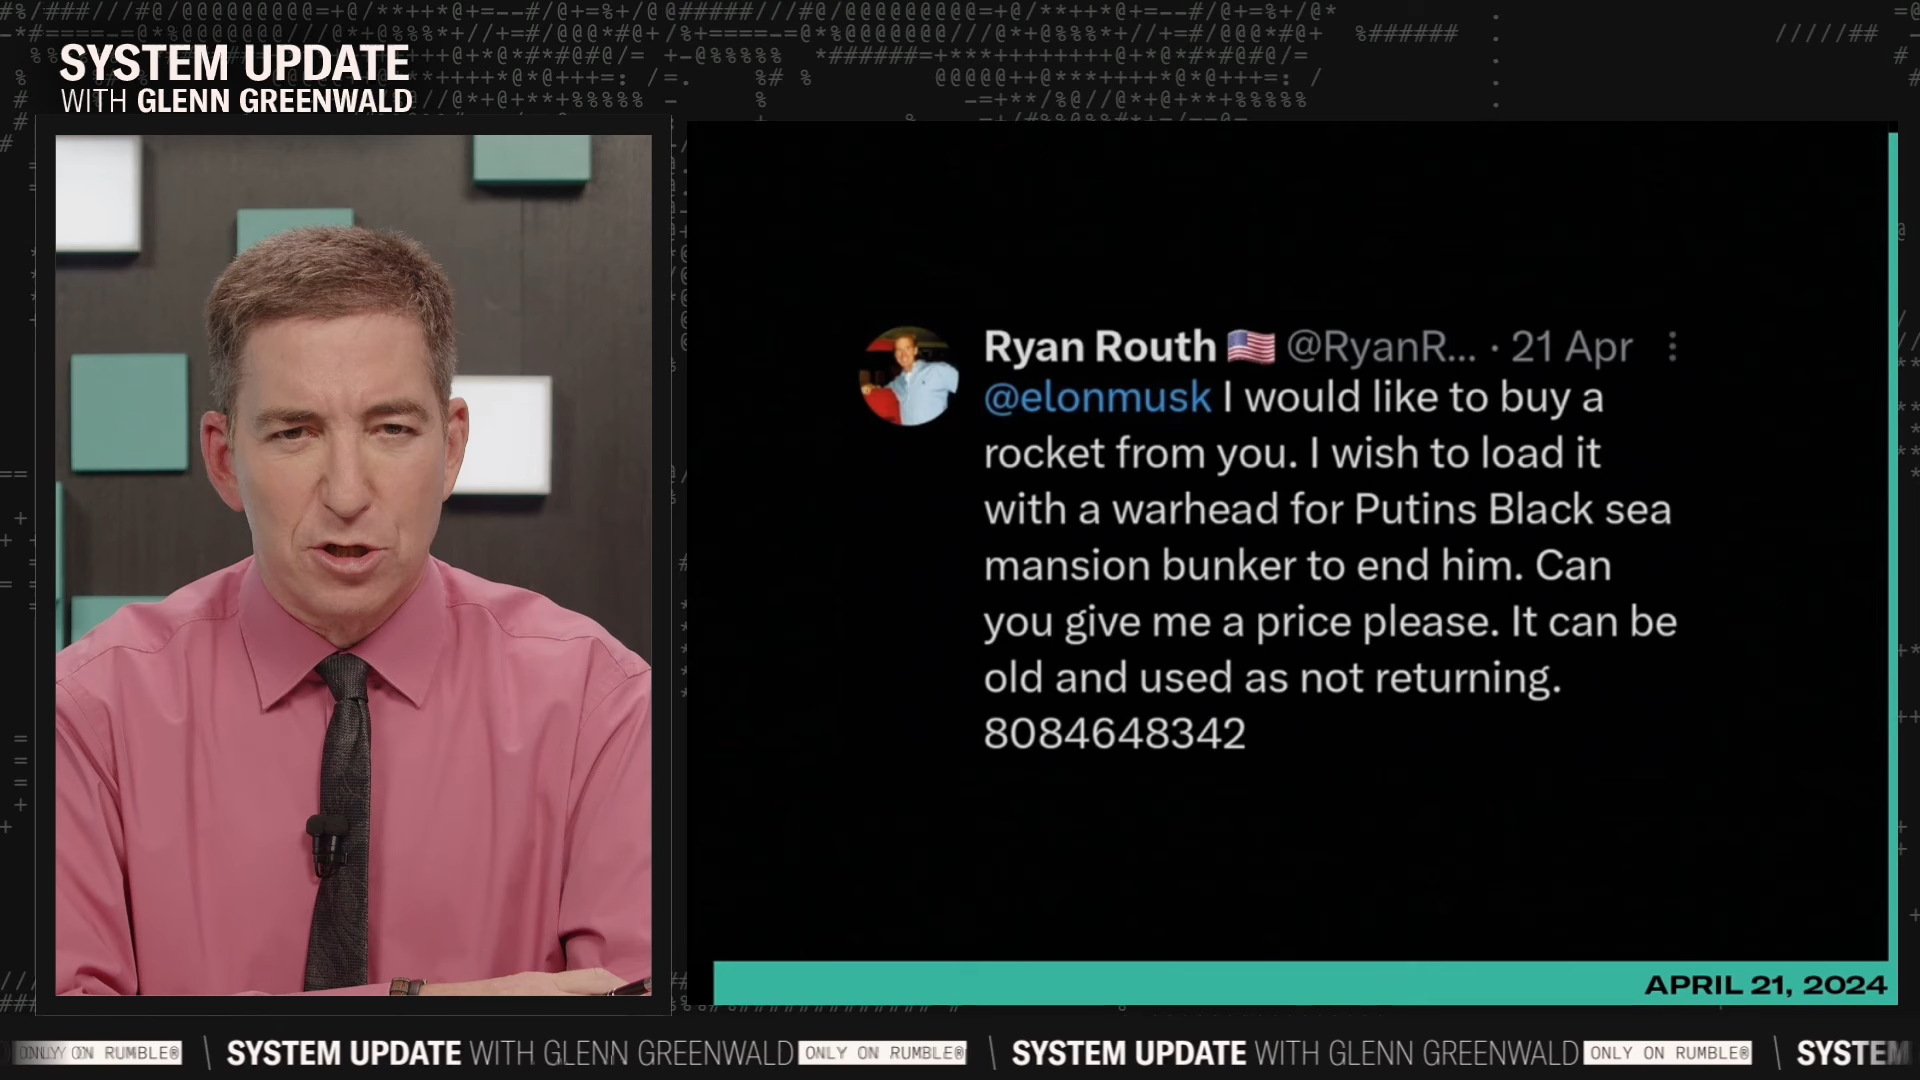 SYSTEM UPDATE
WITH GLENN GREENWALD
Ryan Routh 🇺🇸 @RyanR... · 21 Apr
@elonmusk I would like to buy a
rocket from you. I wish to load it
with a warhead for Putins Black sea
mansion bunker to end him. Can
you give me a price please. It can be
old and used as not returning.
8084648342
APRIL 21, 2024
ONLY ON RUMBLE® \ SYSTEM UPDATE WITH GLENN GREENWALD ONLY ON RUMBLE® \ SYSTEM UPDATE WITH GLENN GREENWALD ONLY ON RUMBLE® \ SYSTEM